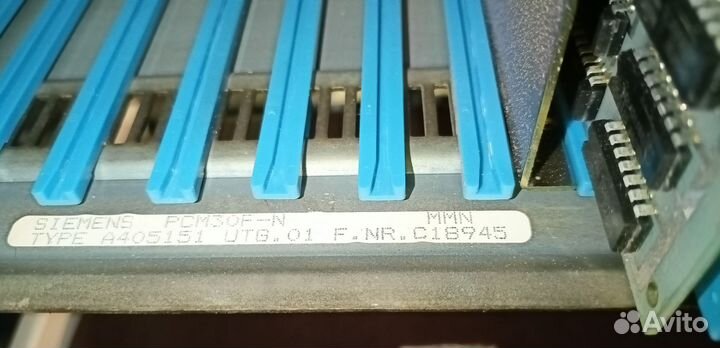 SIEMENS PCM30F-N MMN
TYPE A405151 UTG.01 F.NR.C18945
Avito